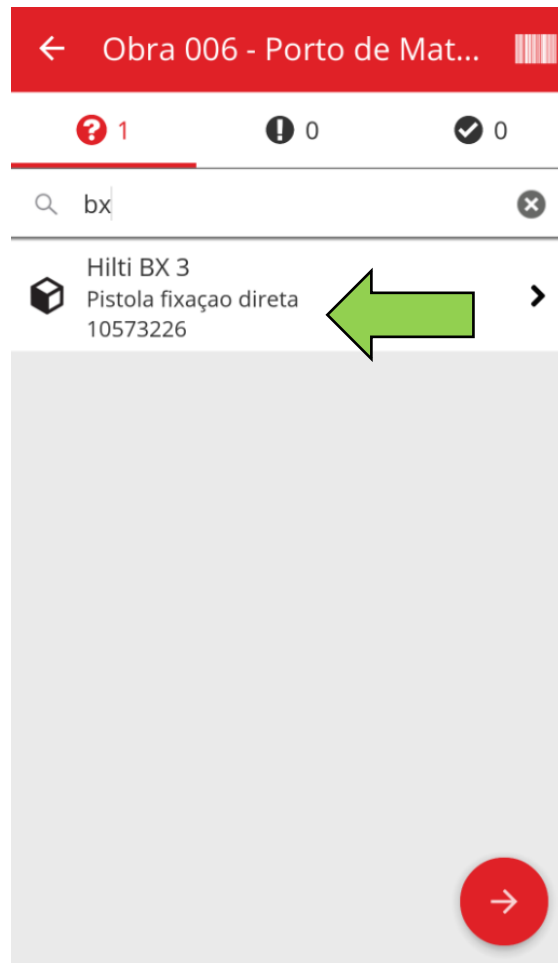 Obra 006 - Porto de Mat...
1
0
0
bx
Hilti BX 3
Pistola fixaçao direta
10573226